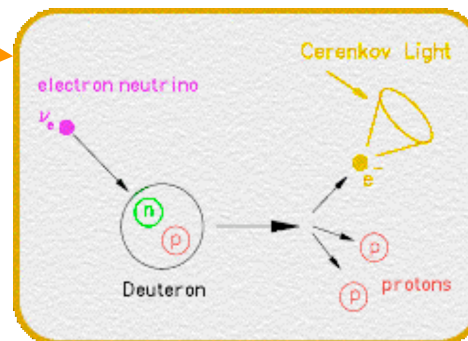 Cerenkov Light
electron neutrino
νe
e-
n
p
p
Deuteron
p
protons